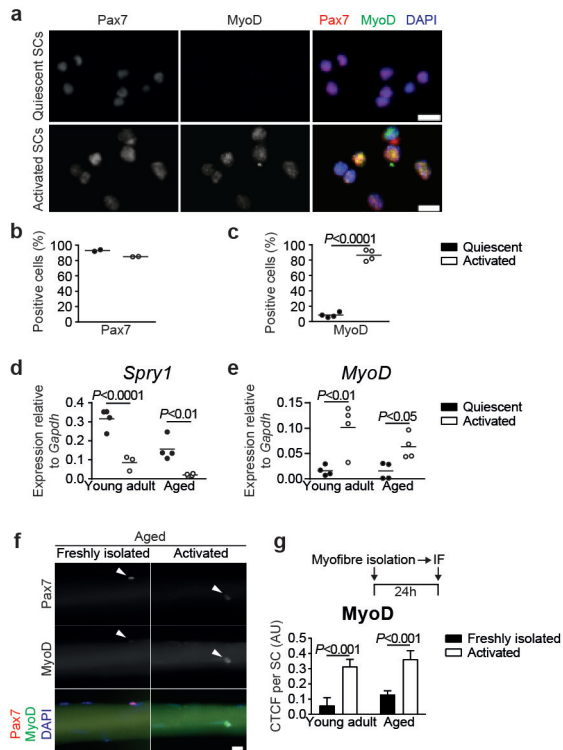 a
Pax7 MyoD Pax7 MyoD DAPI
Quiescent SCs
Activated SCs
b
Positive cells (%)
100
80
60
40
20
0
Pax7
c
Positive cells (%)
100
80
60
40
20
0
P<0.0001
MyoD
Quiescent
Activated
d
Spry1
Expression relative
to Gapdh
0.4
0.3
0.2
0.1
0
P<0.0001
P<0.01
Young adult Aged
e
MyoD
Expression relative
to Gapdh
0.15
0.10
0.05
0.00
P<0.01
P<0.05
Young adult Aged
Quiescent
Activated
f
Aged
Freshly isolated Activated
Pax7
MyoD
Pax7
MyoD
DAPI
g
Myofibre isolation → IF
24h
MyoD
CTCF per SC (AU)
0.5
0.4
0.3
0.2
0.1
0.0
P<0.001
P<0.001
Young adult Aged
Freshly isolated
Activated